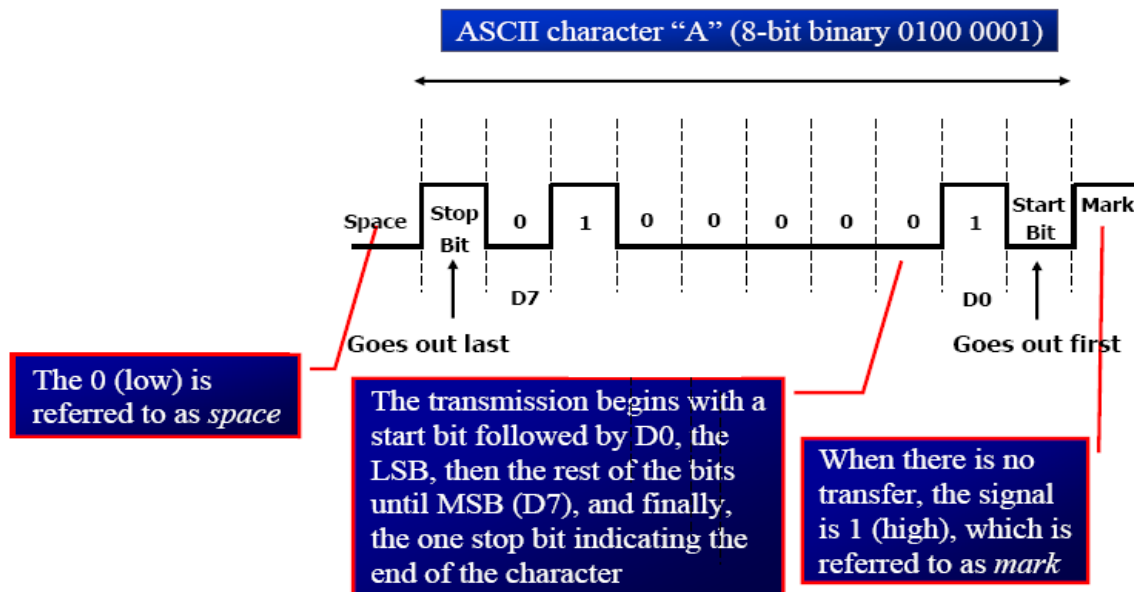 ASCII character “A” (8-bit binary 0100 0001)
Space
Stop
Bit
0
1
0
0
0
0
0
1
Start
Bit
Mark
D7
D0
Goes out last
Goes out first
The 0 (low) is
referred to as space
The transmission begins with a
start bit followed by D0, the
LSB, then the rest of the bits
until MSB (D7), and finally,
the one stop bit indicating the
end of the character
When there is no
transfer, the signal
is 1 (high), which is
referred to as mark